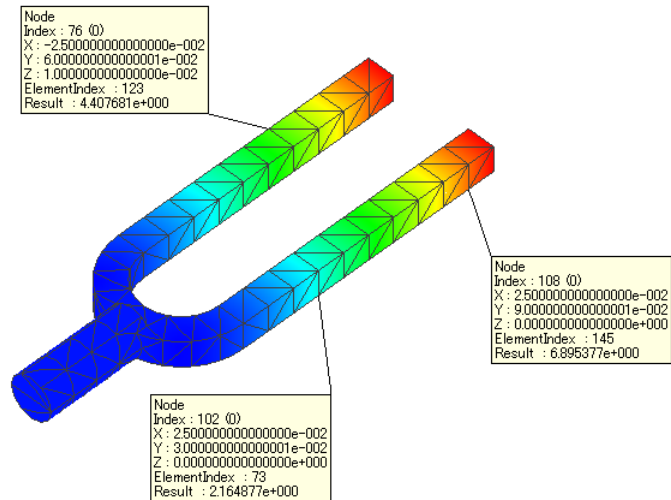 Node
Index : 76 (0)
X : -2.500000000000000e-002
Y : 6.000000000000001e-002
Z : 1.000000000000000e-002
ElementIndex : 123
Result : 4.407681e+000
Node
Index : 108 (0)
X : 2.500000000000000e-002
Y : 9.000000000000001e-002
Z : 0.000000000000000e+000
ElementIndex : 145
Result : 6.895377e+000
Node
Index : 102 (0)
X : 2.500000000000000e-002
Y : 3.000000000000001e-002
Z : 0.000000000000000e+000
ElementIndex : 73
Result : 2.164877e+000